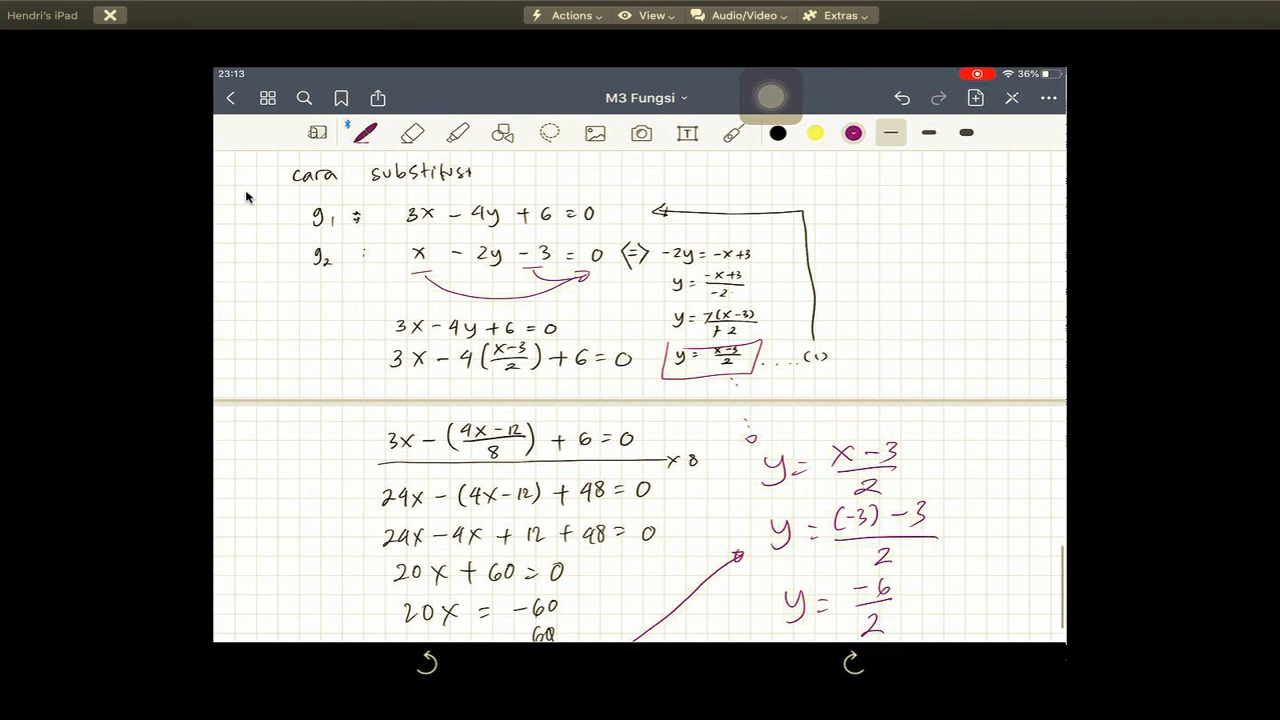 Hendri's iPad
Actions View Audio/Video Extras
23:13 36%
M3 Fungsi
T
cara substitusi
g₁ : 3x - 4y + 6 = 0
g₂ : x - 2y - 3 = 0 <=> -2y = -x+3
y = (-x+3)/-2
y = -(x-3)/-2
y = (x-3)/2 .....(1)
3x - 4y + 6 = 0
3x - 4((x-3)/2) + 6 = 0
3x - ((4x-12)/8) + 6 = 0
x 8
24x - (4x-12) + 48 = 0
24x - 4x + 12 + 48 = 0
20x + 60 = 0
20x = -60
60
y = (x-3)/2
y = ((-3) - 3)/2
y = -6/2